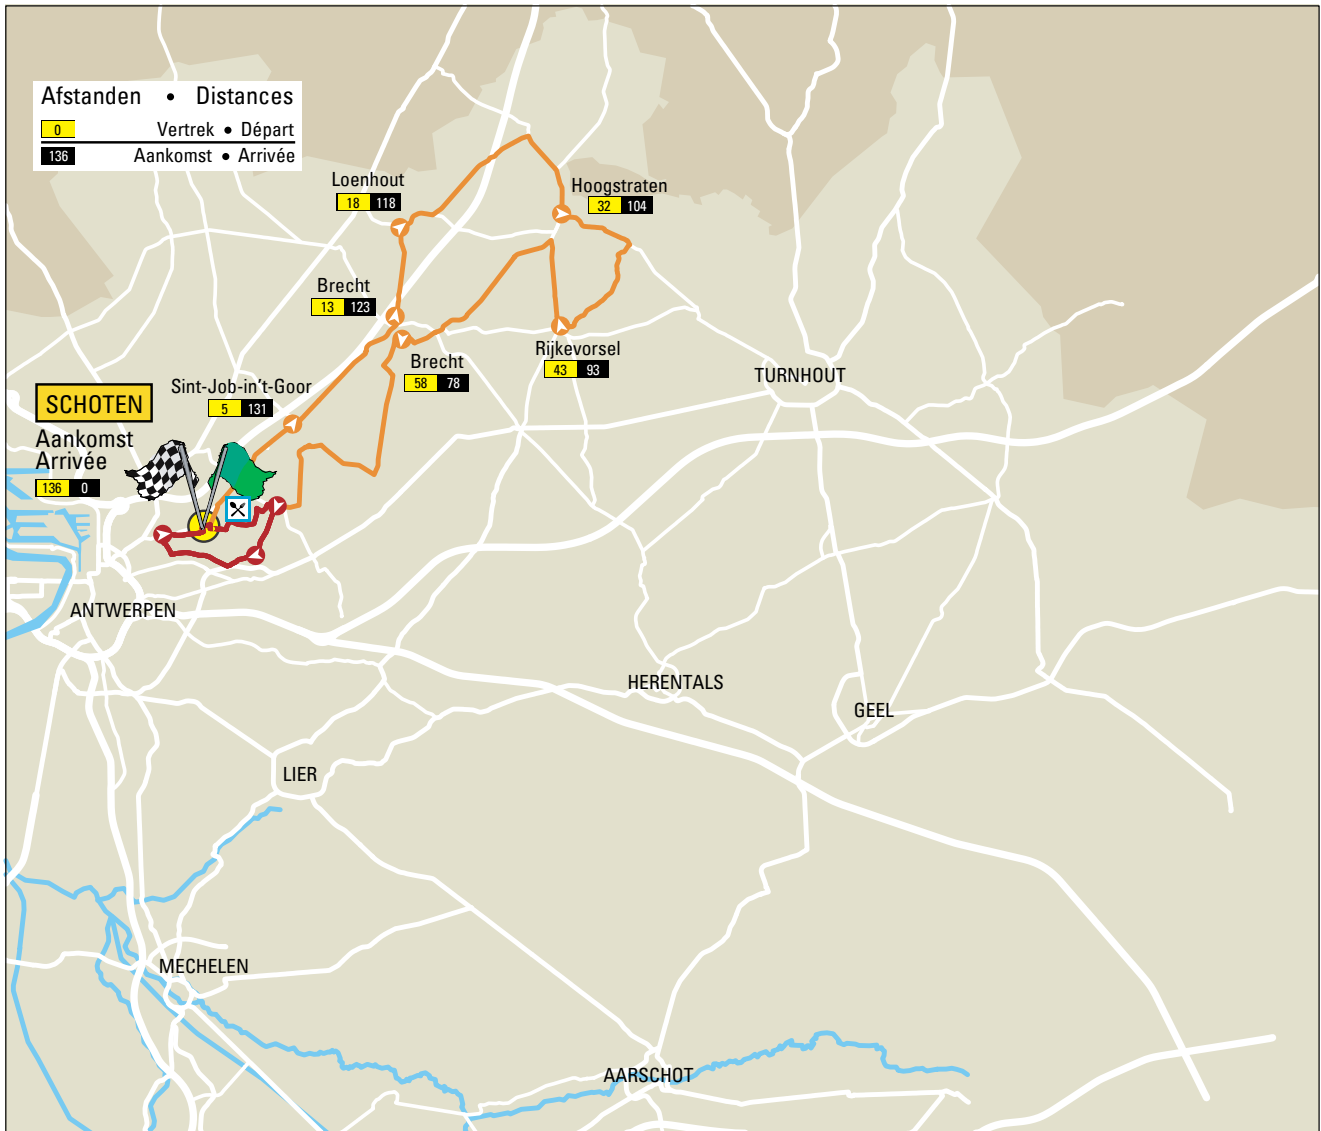 Afstanden • Distances
0 Vertrek • Départ
136 Aankomst • Arrivée
Loenhout
18 118
Hoogstraten
32 104
Brecht
13 123
Rijkevorsel
43 93
Brecht
58 78
TURNHOUT
Sint-Job-in't-Goor
5 131
SCHOTEN
Aankomst
Arrivée
136 0
ANTWERPEN
HERENTALS
GEEL
LIER
MECHELEN
AARSCHOT